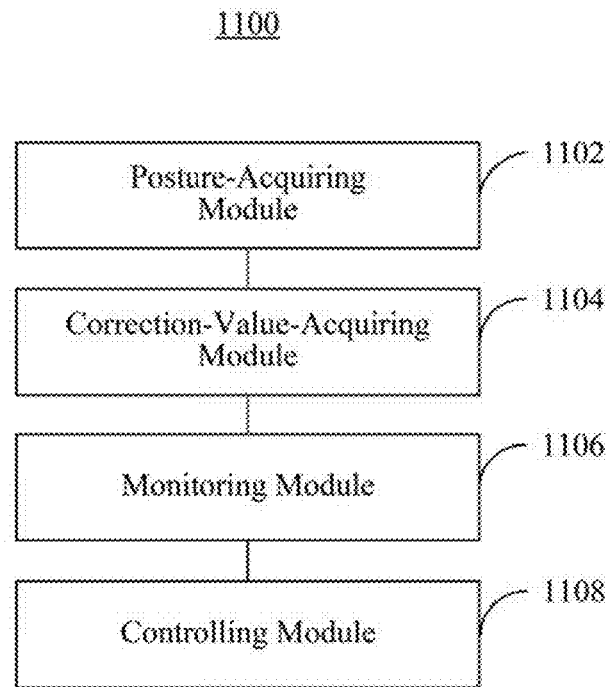 1100
Posture-Acquiring
Module
1102
Correction-Value-Acquiring
Module
1104
Monitoring Module
1106
Controlling Module
1108